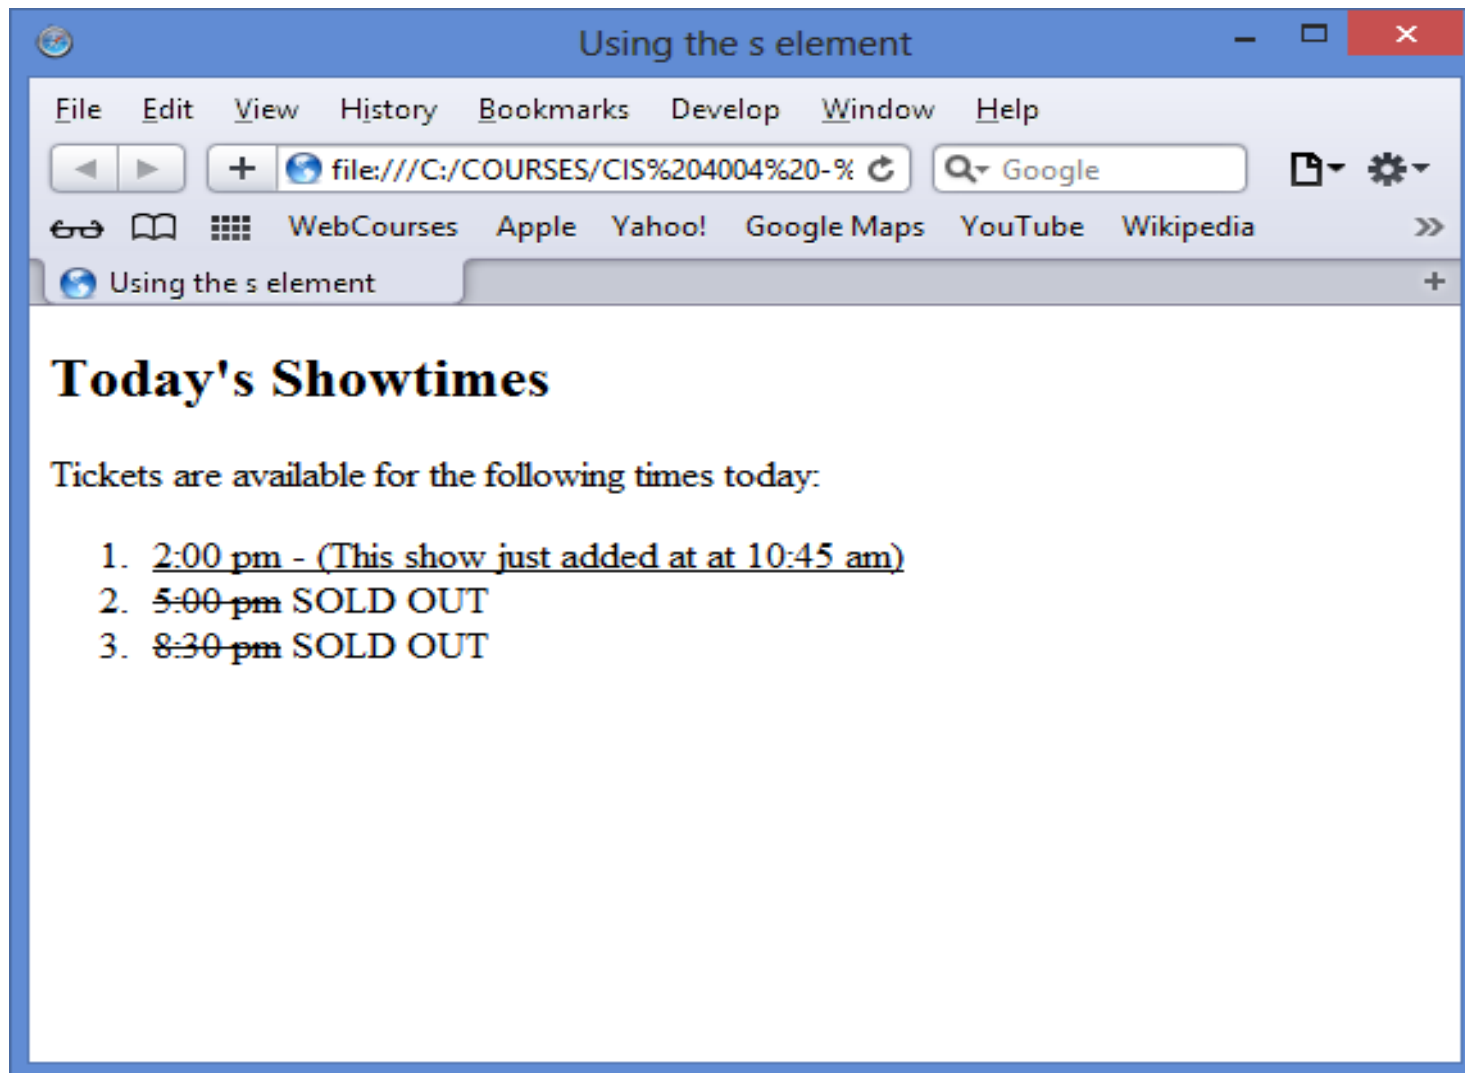 Using the s element
File Edit View History Bookmarks Develop Window Help
file:///C:/COURSES/CIS%204004%20-% Google
WebCourses Apple Yahoo! Google Maps YouTube Wikipedia
Using the s element
Today's Showtimes
Tickets are available for the following times today:
1. 2:00 pm - (This show just added at at 10:45 am)
2. 5:00 pm SOLD OUT
3. 8:30 pm SOLD OUT